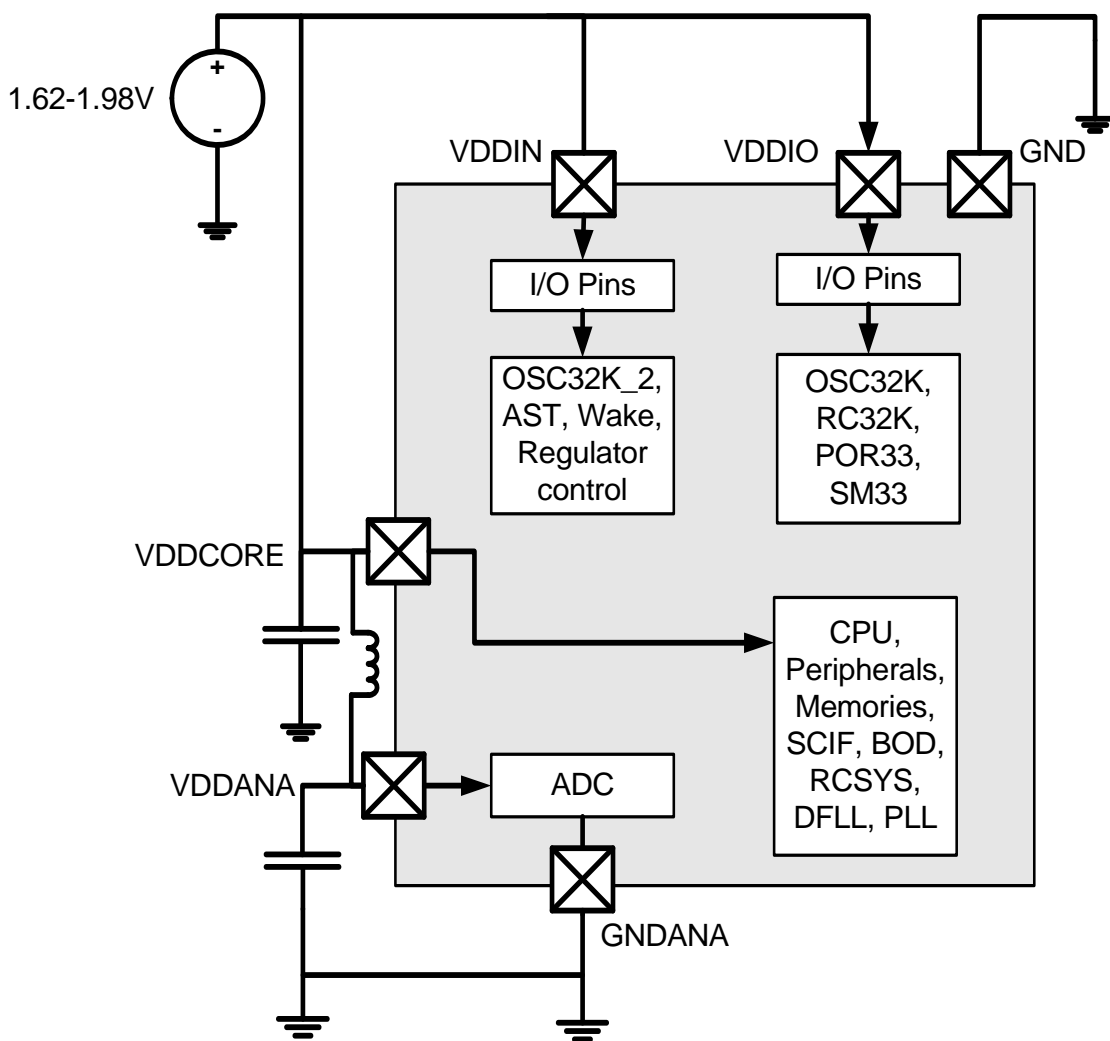 +
1.62-1.98V
-
VDDIN
VDDIO
GND
I/O Pins
I/O Pins
OSC32K_2,
AST, Wake,
Regulator
control
OSC32K,
RC32K,
POR33,
SM33
VDDCORE
CPU,
Peripherals,
Memories,
SCIF, BOD,
RCSYS,
DFLL, PLL
VDDANA
ADC
GNDANA